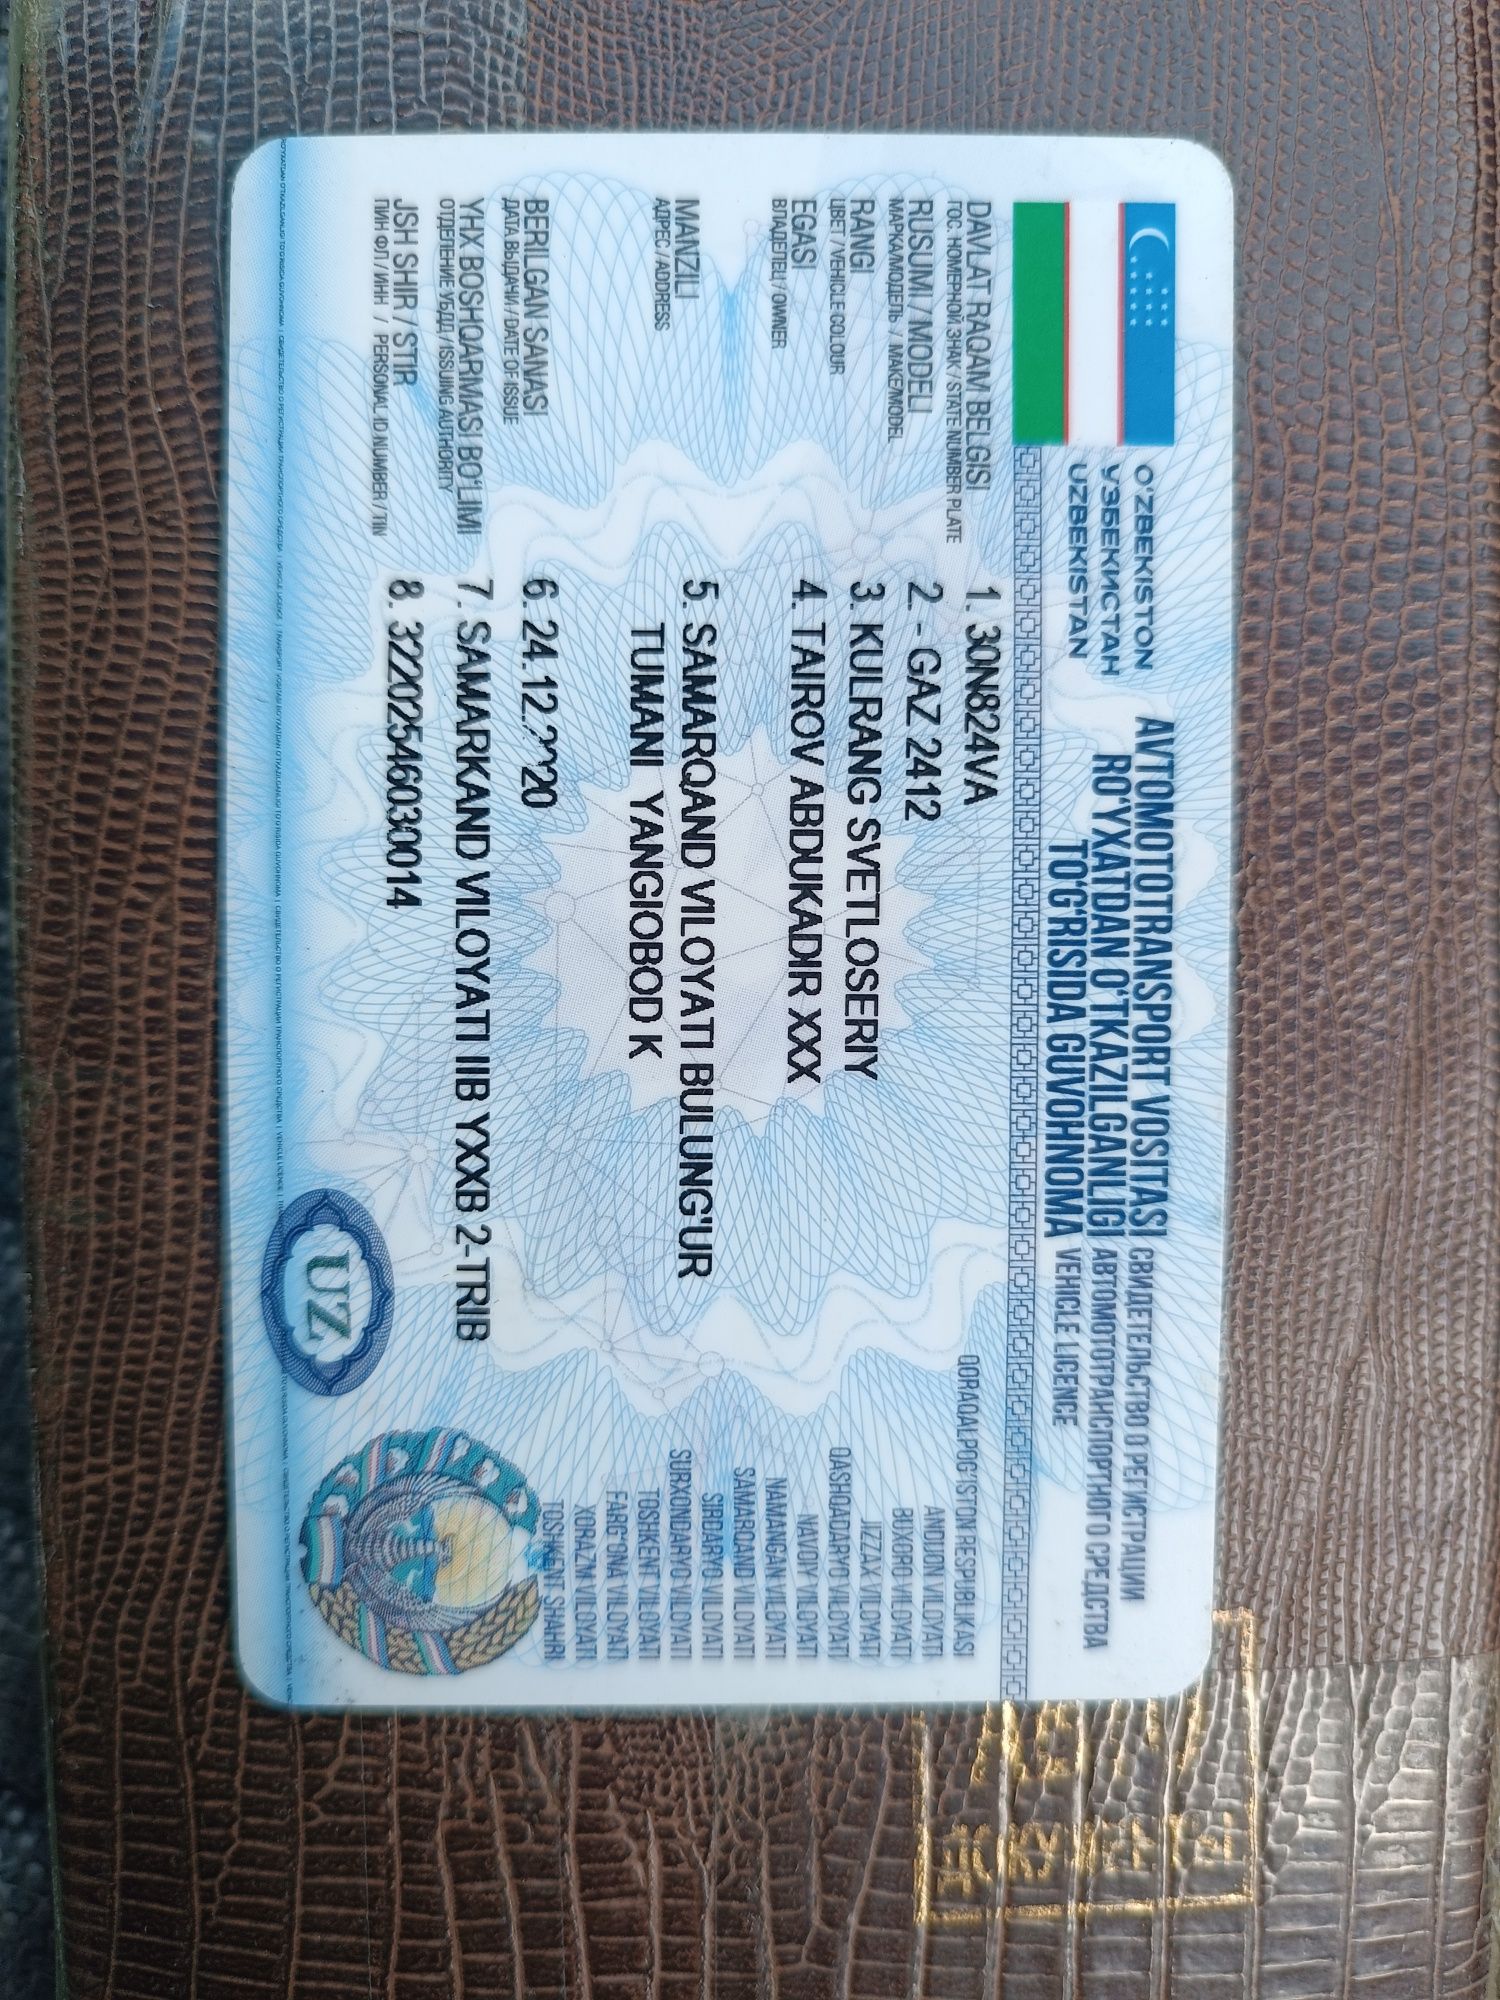 O'ZBEKISTON
УЗБЕКИСТАН
UZBEKISTAN
AVTOMOTOTRANSPORT VOSITASI
RO'YXATDAN O'TKAZILGANLIGI
TO'G'RISIDA GUVOHNOMA
СВИДЕТЕЛЬСТВО О РЕГИСТРАЦИИ
АВТОМОТОТРАНСПОРТНОГО СРЕДСТВА
VEHICLE LICENCE
DAVLAT RAQAM BELGISI 1. 30N824VA
ГОС. НОМЕРНОЙ ЗНАК / STATE NUMBER PLATE
RUSUMI / MODELI 2. - GAZ 2412
МАРКА/МОДЕЛЬ / MAKE/MODEL
RANGI 3. KULRANG SVETLOSERIY
ЦВЕТ / VEHICLE COLOUR
EGASI 4. TAIROV ABDUKADIR XXX
ВЛАДЕЛЕЦ / OWNER
MANZILI 5. SAMARQAND VILOYATI BULUNG'UR
АДРЕС / ADDRESS
TUMANI YANGIOBOD K
BERILGAN SANASI 6. 24.12.2020
ДАТА ВЫДАЧИ / DATE OF ISSUE
YHX BOSHQARMASI BO'LIMI 7. SAMARKAND VILOYATI IIB YXXB 2-TRIB
ОТДЕЛЕНИЕ УБДД / ISSUING AUTHORITY
JSH SHIR / STIR 8. 32202546030014
ПИН ФЛ / ИНН / PERSONAL ID NUMBER / TIN
QORAQALPOG'ISTON RESPUBLIKASI
ANDIJON VILOYATI
BUXORO VILOYATI
JIZZAX VILOYATI
QASHQADARYO VILOYATI
NAVOIY VILOYATI
NAMANGAN VILOYATI
SAMARQAND VILOYATI
SIRDARYO VILOYATI
SURXONDARYO VILOYATI
TOSHKENT VILOYATI
FARG'ONA VILOYATI
XORAZM VILOYATI
TOSHKENT SHAHRI
UZ
ДОКУМЕНТЫ